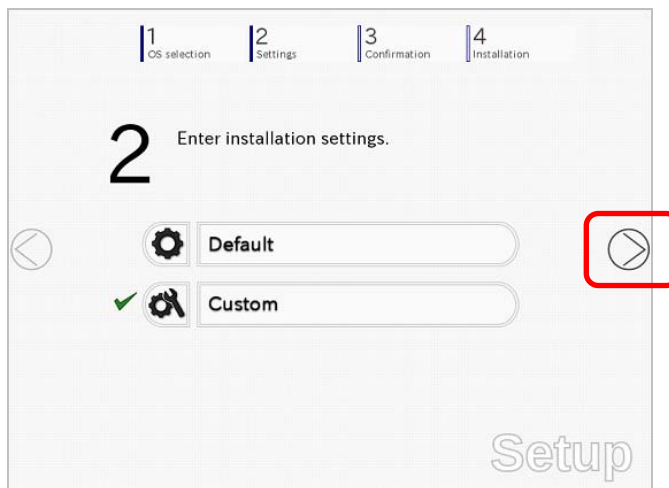 1
OS selection
2
Settings
3
Confirmation
4
Installation
2
Enter installation settings.
Default
Custom
Setup